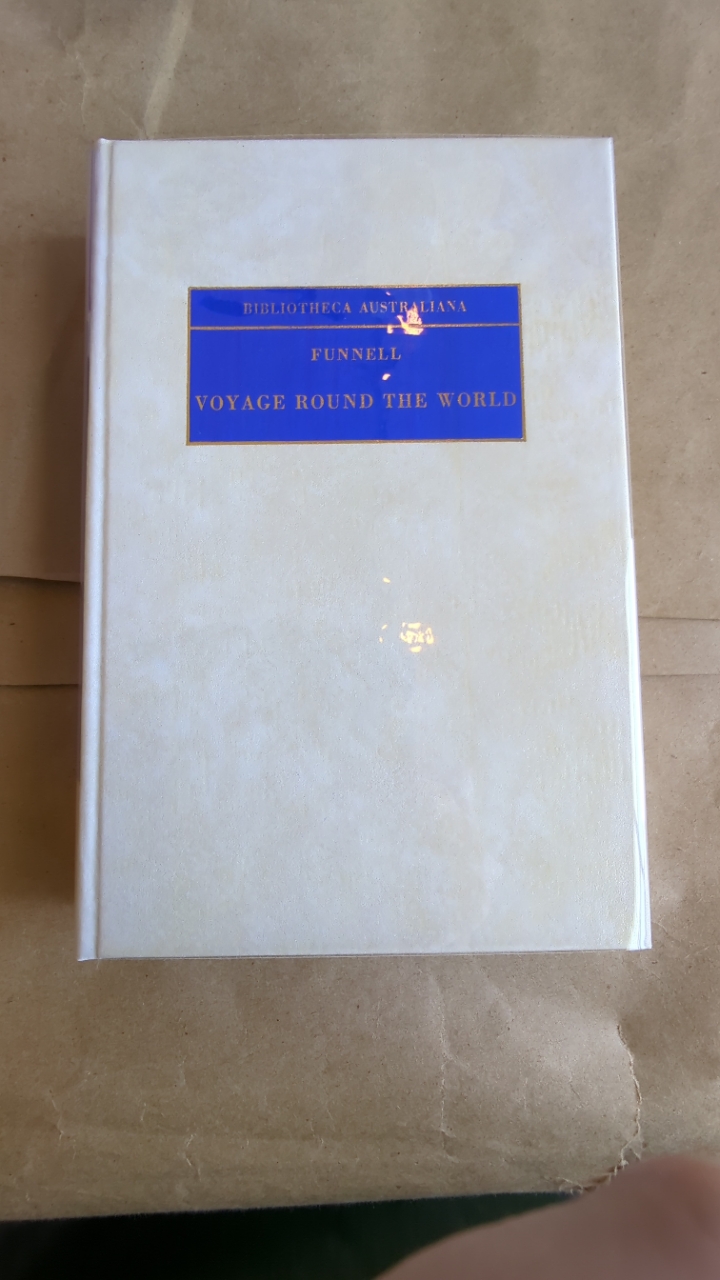 BIBLIOTHECA AUSTRALIANA
FUNNELL
VOYAGE ROUND THE WORLD